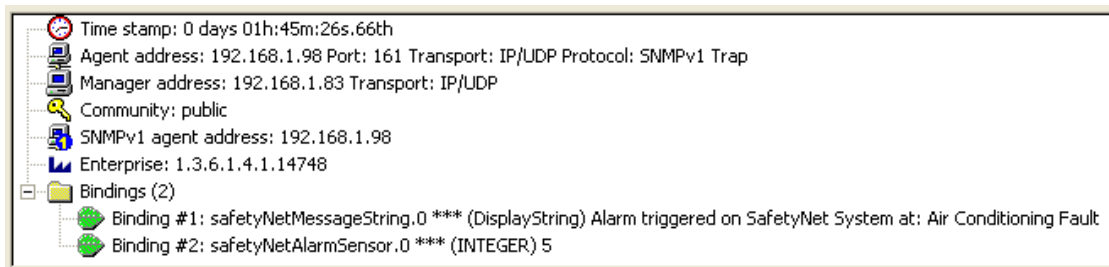 Time stamp: 0 days 01h:45m:26s.66th
Agent address: 192.168.1.98 Port: 161 Transport: IP/UDP Protocol: SNMPv1 Trap
Manager address: 192.168.1.83 Transport: IP/UDP
Community: public
SNMPv1 agent address: 192.168.1.98
Enterprise: 1.3.6.1.4.1.14748
Bindings (2)
Binding #1: safetyNetMessageString.0 *** (DisplayString) Alarm triggered on SafetyNet System at: Air Conditioning Fault
Binding #2: safetyNetAlarmSensor.0 *** (INTEGER) 5